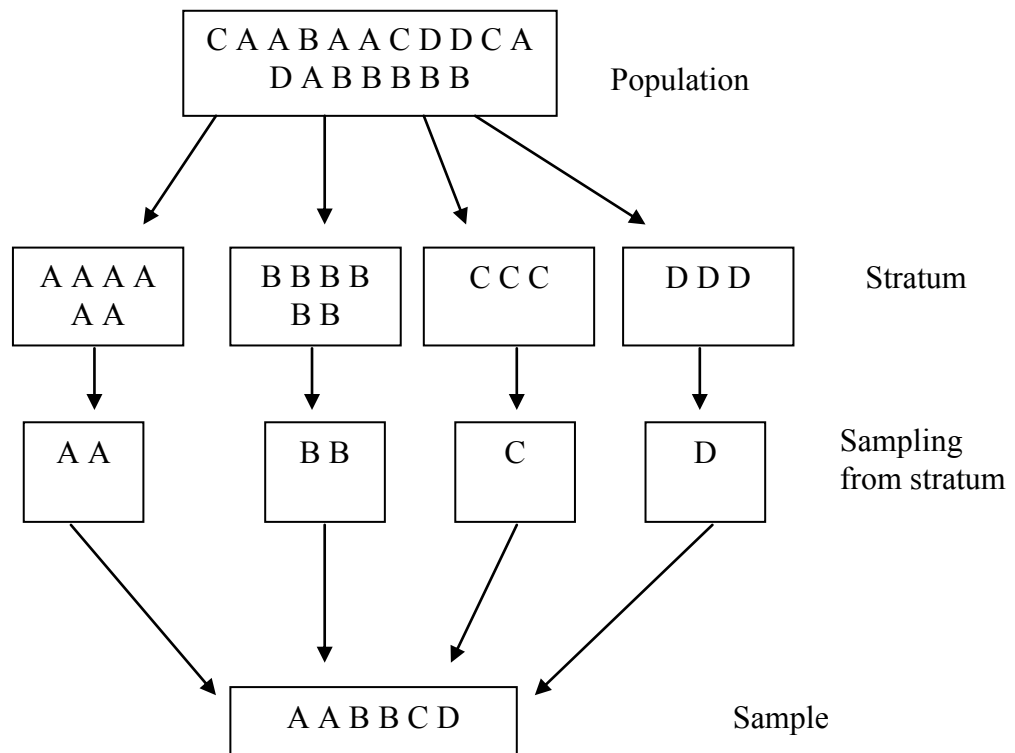 C A A B A A C D D C A
D A B B B B B
Population
A A A A
A A
B B B B
B B
C C C
D D D
Stratum
A A
B B
C
D
Sampling
from stratum
A A B B C D
Sample